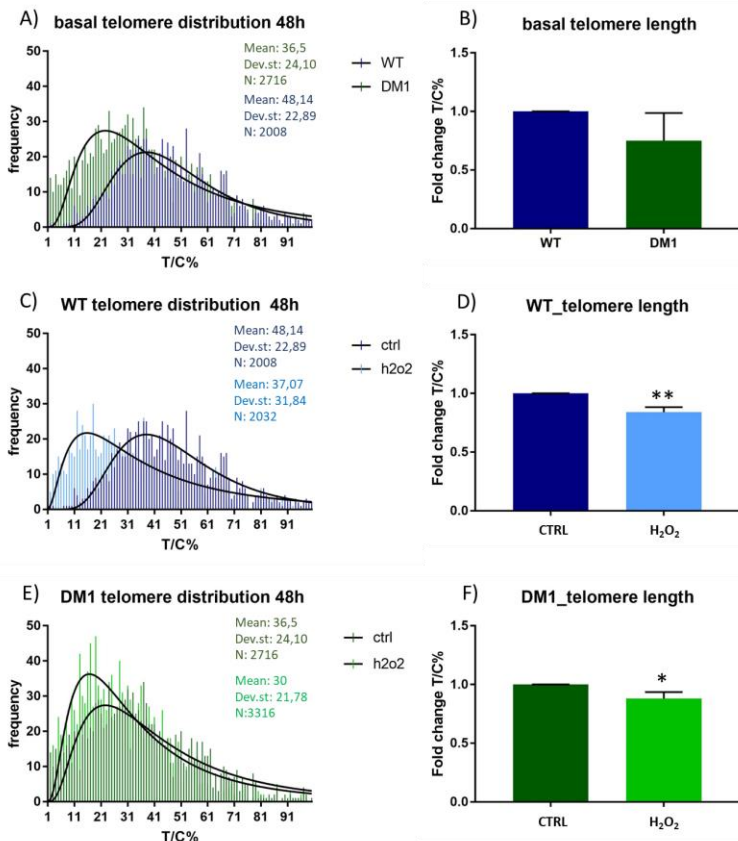 A) basal telomere distribution 48h
Mean: 36,5
Dev.st: 24,10
N: 2716
Mean: 48,14
Dev.st: 22,89
N: 2008
WT
DM1
frequency
50
40
30
20
10
0
1 11 21 31 41 51 61 71 81 91
T/C%
B) basal telomere length
Fold change T/C%
1.5
1.0
0.5
0.0
WT DM1
C) WT telomere distribution 48h
Mean: 48,14
Dev.st: 22,89
N: 2008
Mean: 37,07
Dev.st: 31,84
N: 2032
ctrl
h2o2
frequency
50
40
30
20
10
0
1 11 21 31 41 51 61 71 81 91
T/C%
D) WT_telomere length
Fold change T/C%
1.5
1.0
0.5
0.0
**
CTRL H₂O₂
E) DM1 telomere distribution 48h
Mean: 36,5
Dev.st: 24,10
N: 2716
Mean: 30
Dev.st: 21,78
N:3316
ctrl
h2o2
frequency
50
40
30
20
10
0
1 11 21 31 41 51 61 71 81 91
T/C%
F) DM1_telomere length
Fold change T/C%
1.5
1.0
0.5
0.0
*
CTRL H₂O₂